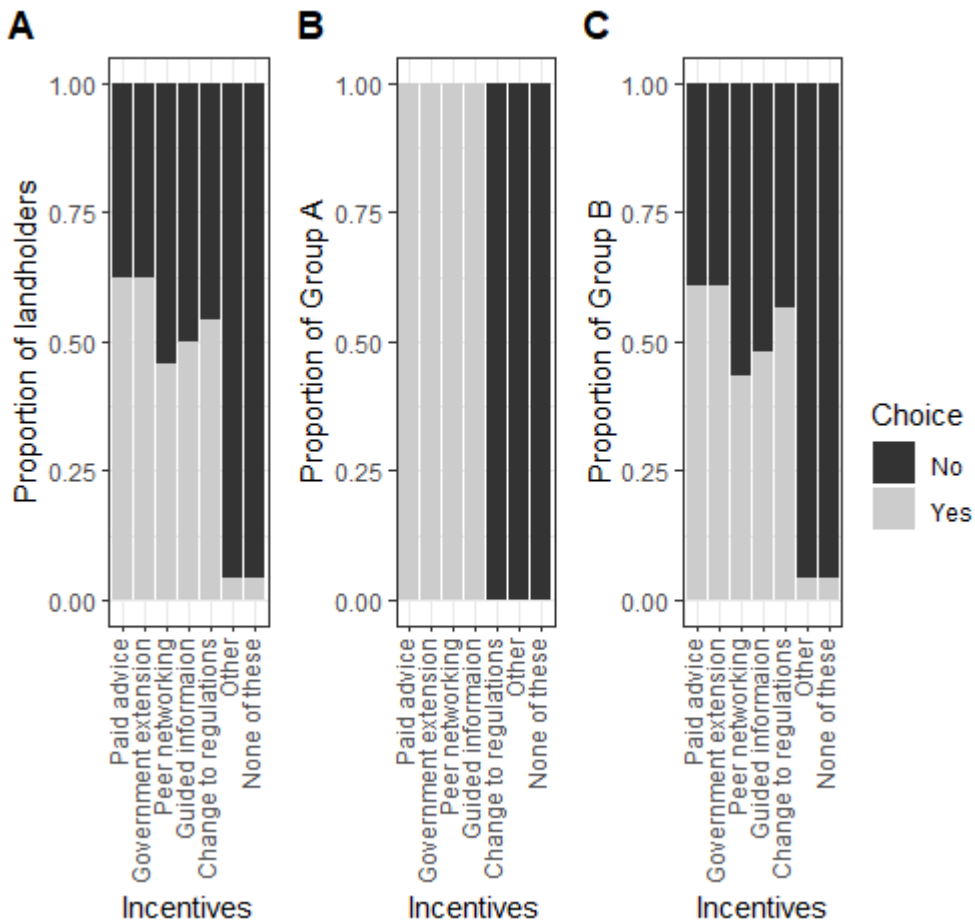 A
Proportion of landholders
1.00
0.75
0.50
0.25
0.00
Paid advice
Government extension
Peer networking
Guided informaion
Change to regulations
Other
None of these
Incentives
B
Proportion of Group A
1.00
0.75
0.50
0.25
0.00
Paid advice
Government extension
Peer networking
Guided informaion
Change to regulations
Other
None of these
Incentives
C
Proportion of Group B
1.00
0.75
0.50
0.25
0.00
Paid advice
Government extension
Peer networking
Guided informaion
Change to regulations
Other
None of these
Incentives
Choice
No
Yes